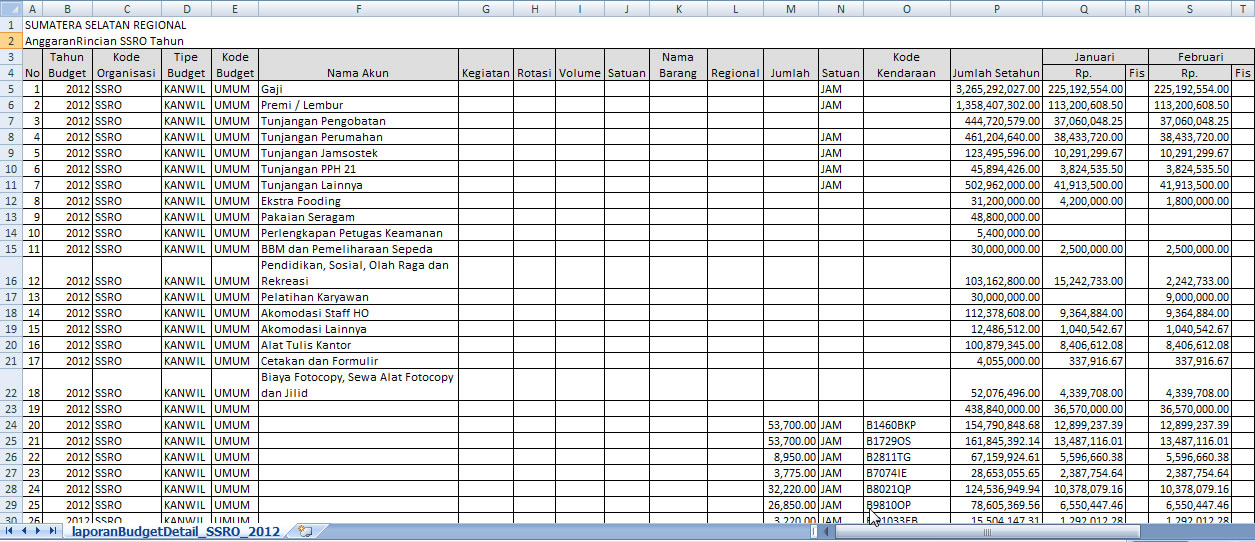 A B C D E F G H I J K L M N O P Q R S T
1 SUMATERA SELATAN REGIONAL
2 AnggaranRincian SSRO Tahun
3 Tahun Kode Tipe Kode Nama Kode Januari Februari
4 No Budget Organisasi Budget Budget Nama Akun Kegiatan Rotasi Volume Satuan Barang Regional Jumlah Satuan Kendaraan Jumlah Setahun Rp. Fis Rp. Fis
5 1 2012 SSRO KANWIL UMUM Gaji JAM 3,265,292,027.00 225,192,554.00 225,192,554.00
6 2 2012 SSRO KANWIL UMUM Premi / Lembur JAM 1,358,407,302.00 113,200,608.50 113,200,608.50
7 3 2012 SSRO KANWIL UMUM Tunjangan Pengobatan 444,720,579.00 37,060,048.25 37,060,048.25
8 4 2012 SSRO KANWIL UMUM Tunjangan Perumahan JAM 461,204,640.00 38,433,720.00 38,433,720.00
9 5 2012 SSRO KANWIL UMUM Tunjangan Jamsostek JAM 123,495,596.00 10,291,299.67 10,291,299.67
10 6 2012 SSRO KANWIL UMUM Tunjangan PPH 21 JAM 45,894,426.00 3,824,535.50 3,824,535.50
11 7 2012 SSRO KANWIL UMUM Tunjangan Lainnya JAM 502,962,000.00 41,913,500.00 41,913,500.00
12 8 2012 SSRO KANWIL UMUM Ekstra Fooding 31,200,000.00 4,200,000.00 1,800,000.00
13 9 2012 SSRO KANWIL UMUM Pakaian Seragam 48,800,000.00
14 10 2012 SSRO KANWIL UMUM Perlengkapan Petugas Keamanan 5,400,000.00
15 11 2012 SSRO KANWIL UMUM BBM dan Pemeliharaan Sepeda 30,000,000.00 2,500,000.00 2,500,000.00
Pendidikan, Sosial, Olah Raga dan
16 12 2012 SSRO KANWIL UMUM Rekreasi 103,162,800.00 15,242,733.00 2,242,733.00
17 13 2012 SSRO KANWIL UMUM Pelatihan Karyawan 30,000,000.00 9,000,000.00
18 14 2012 SSRO KANWIL UMUM Akomodasi Staff HO 112,378,608.00 9,364,884.00 9,364,884.00
19 15 2012 SSRO KANWIL UMUM Akomodasi Lainnya 12,486,512.00 1,040,542.67 1,040,542.67
20 16 2012 SSRO KANWIL UMUM Alat Tulis Kantor 100,879,345.00 8,406,612.08 8,406,612.08
21 17 2012 SSRO KANWIL UMUM Cetakan dan Formulir 4,055,000.00 337,916.67 337,916.67
Biaya Fotocopy, Sewa Alat Fotocopy
22 18 2012 SSRO KANWIL UMUM dan Jilid 52,076,496.00 4,339,708.00 4,339,708.00
23 19 2012 SSRO KANWIL UMUM 438,840,000.00 36,570,000.00 36,570,000.00
24 20 2012 SSRO KANWIL UMUM 53,700.00 JAM B1460BKP 154,790,848.68 12,899,237.39 12,899,237.39
25 21 2012 SSRO KANWIL UMUM 53,700.00 JAM B1729OS 161,845,392.14 13,487,116.01 13,487,116.01
26 22 2012 SSRO KANWIL UMUM 8,950.00 JAM B2811TG 67,159,924.61 5,596,660.38 5,596,660.38
27 23 2012 SSRO KANWIL UMUM 3,775.00 JAM B7074IE 28,653,055.65 2,387,754.64 2,387,754.64
28 24 2012 SSRO KANWIL UMUM 32,220.00 JAM B8021QP 124,536,949.94 10,378,079.16 10,378,079.16
29 25 2012 SSRO KANWIL UMUM 26,850.00 JAM B9810OP 78,605,369.56 6,550,447.46 6,550,447.46
30 26 2012 SSRO KANWIL UMUM 3,220.00 JAM 15,504,147.31 1,292,012.28 1,292,012.28
laporanBudgetDetail_SSRO_2012